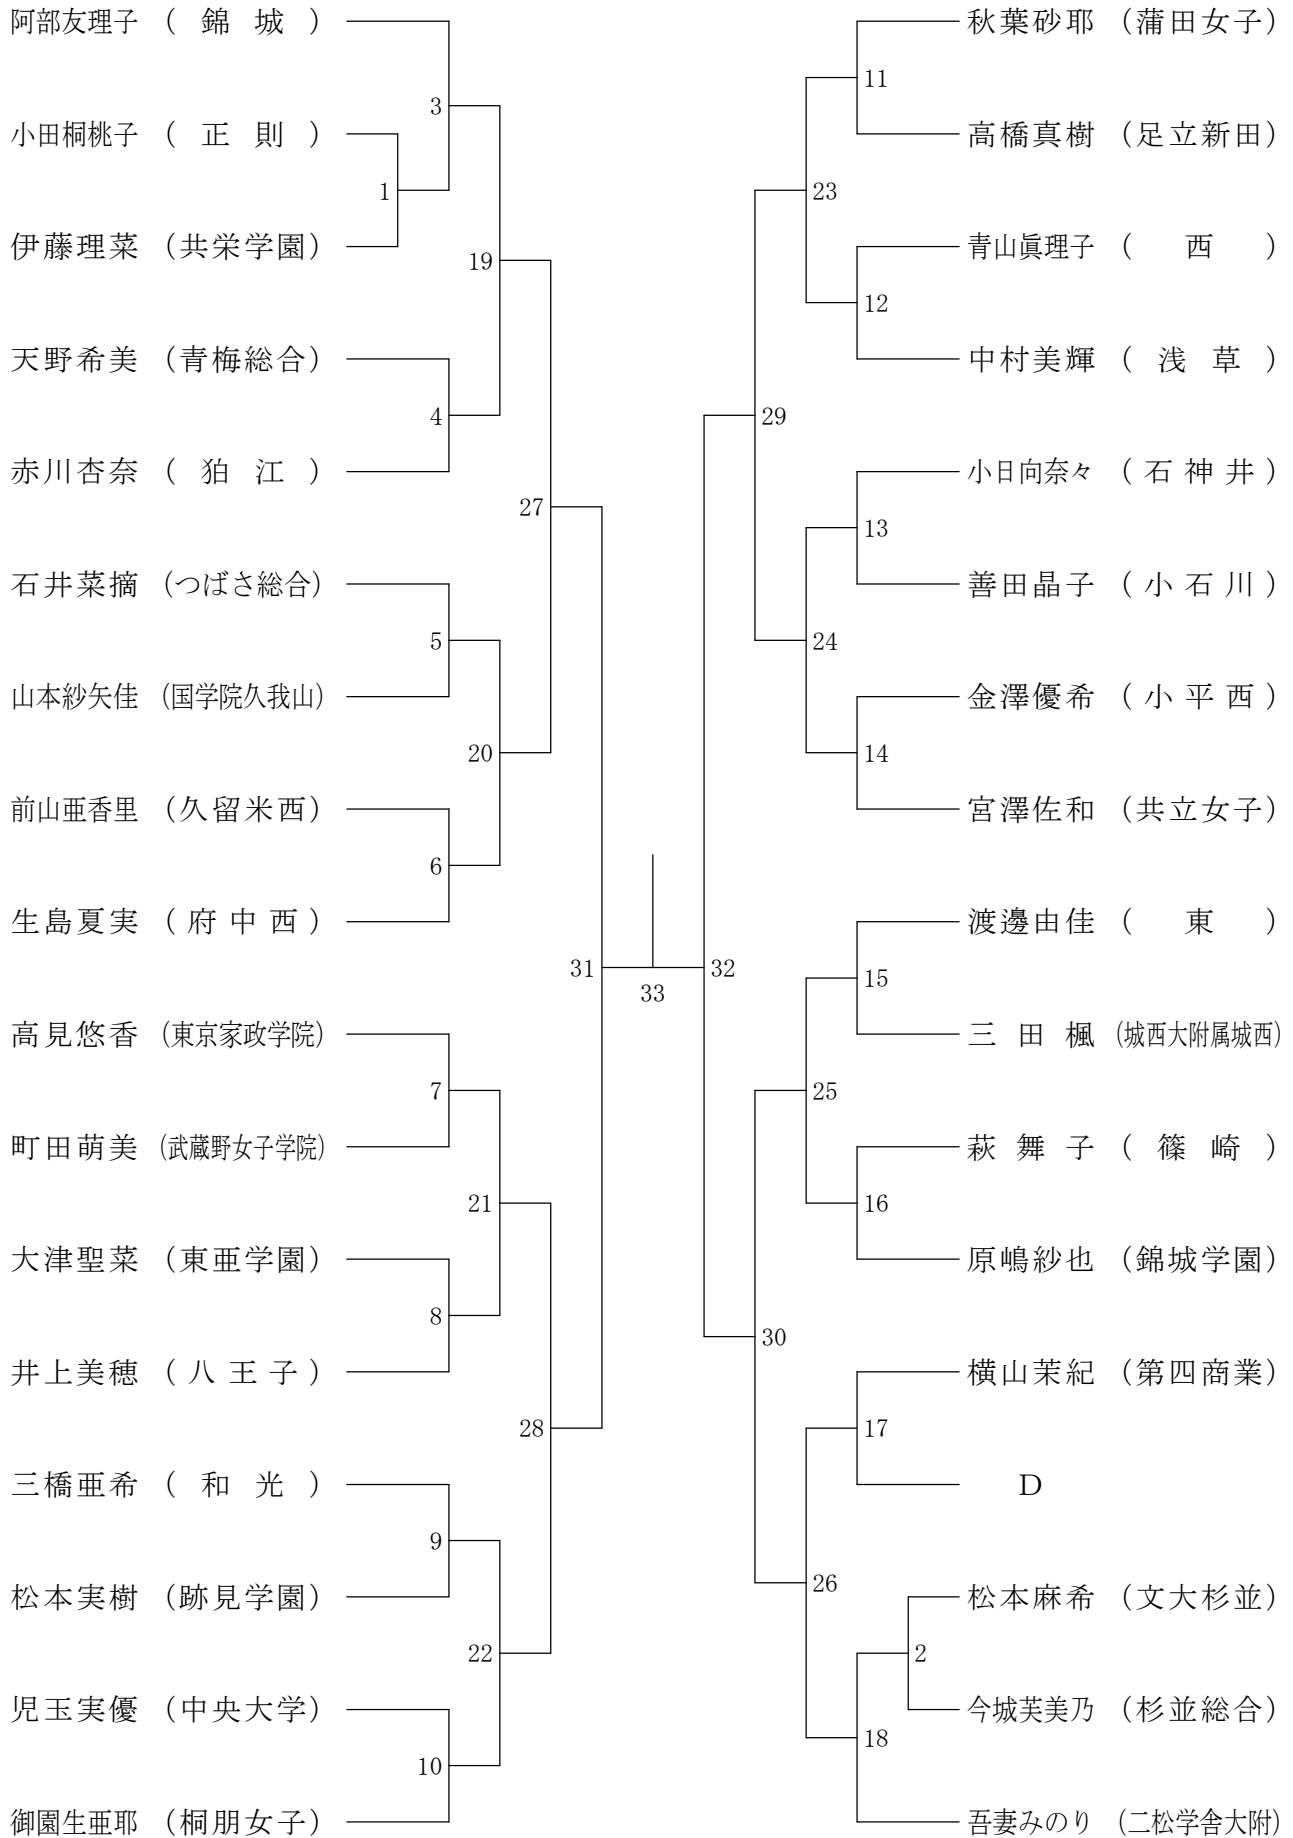 阿部友理子 （錦城）
3
小田桐桃子 （正則）
1
伊藤理菜 （共栄学園）
19
天野希美 （青梅総合）
4
赤川杏奈 （狛江）
27
石井菜摘 （つばさ総合）
5
山本紗矢佳 （国学院久我山）
20
前山亜香里 （久留米西）
6
生島夏実 （府中西）
31
33
高見悠香 （東京家政学院）
7
町田萌美 （武蔵野女子学院）
21
大津聖菜 （東亜学園）
8
井上美穂 （八王子）
28
三橋亜希 （和光）
9
松本実樹 （跡見学園）
22
児玉実優 （中央大学）
10
御園生亜耶 （桐朋女子）
秋葉砂耶 （蒲田女子）
11
高橋真樹 （足立新田）
23
青山眞理子 （西）
12
中村美輝 （浅草）
29
小日向奈々 （石神井）
13
善田晶子 （小石川）
24
金澤優希 （小平西）
14
宮澤佐和 （共立女子）
渡邊由佳 （東）
32
15
三田楓 （城西大附属城西）
25
萩舞子 （篠崎）
16
原嶋紗也 （錦城学園）
30
横山茉紀 （第四商業）
17
D
26
松本麻希 （文大杉並）
2
今城芙美乃 （杉並総合）
18
吾妻みのり （二松学舎大附）